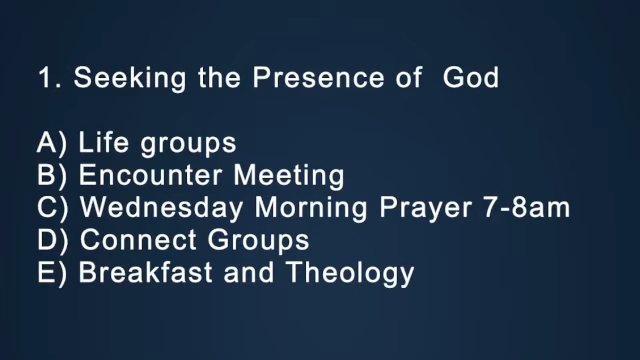 1. Seeking the Presence of God
A) Life groups
B) Encounter Meeting
C) Wednesday Morning Prayer 7-8am
D) Connect Groups
E) Breakfast and Theology